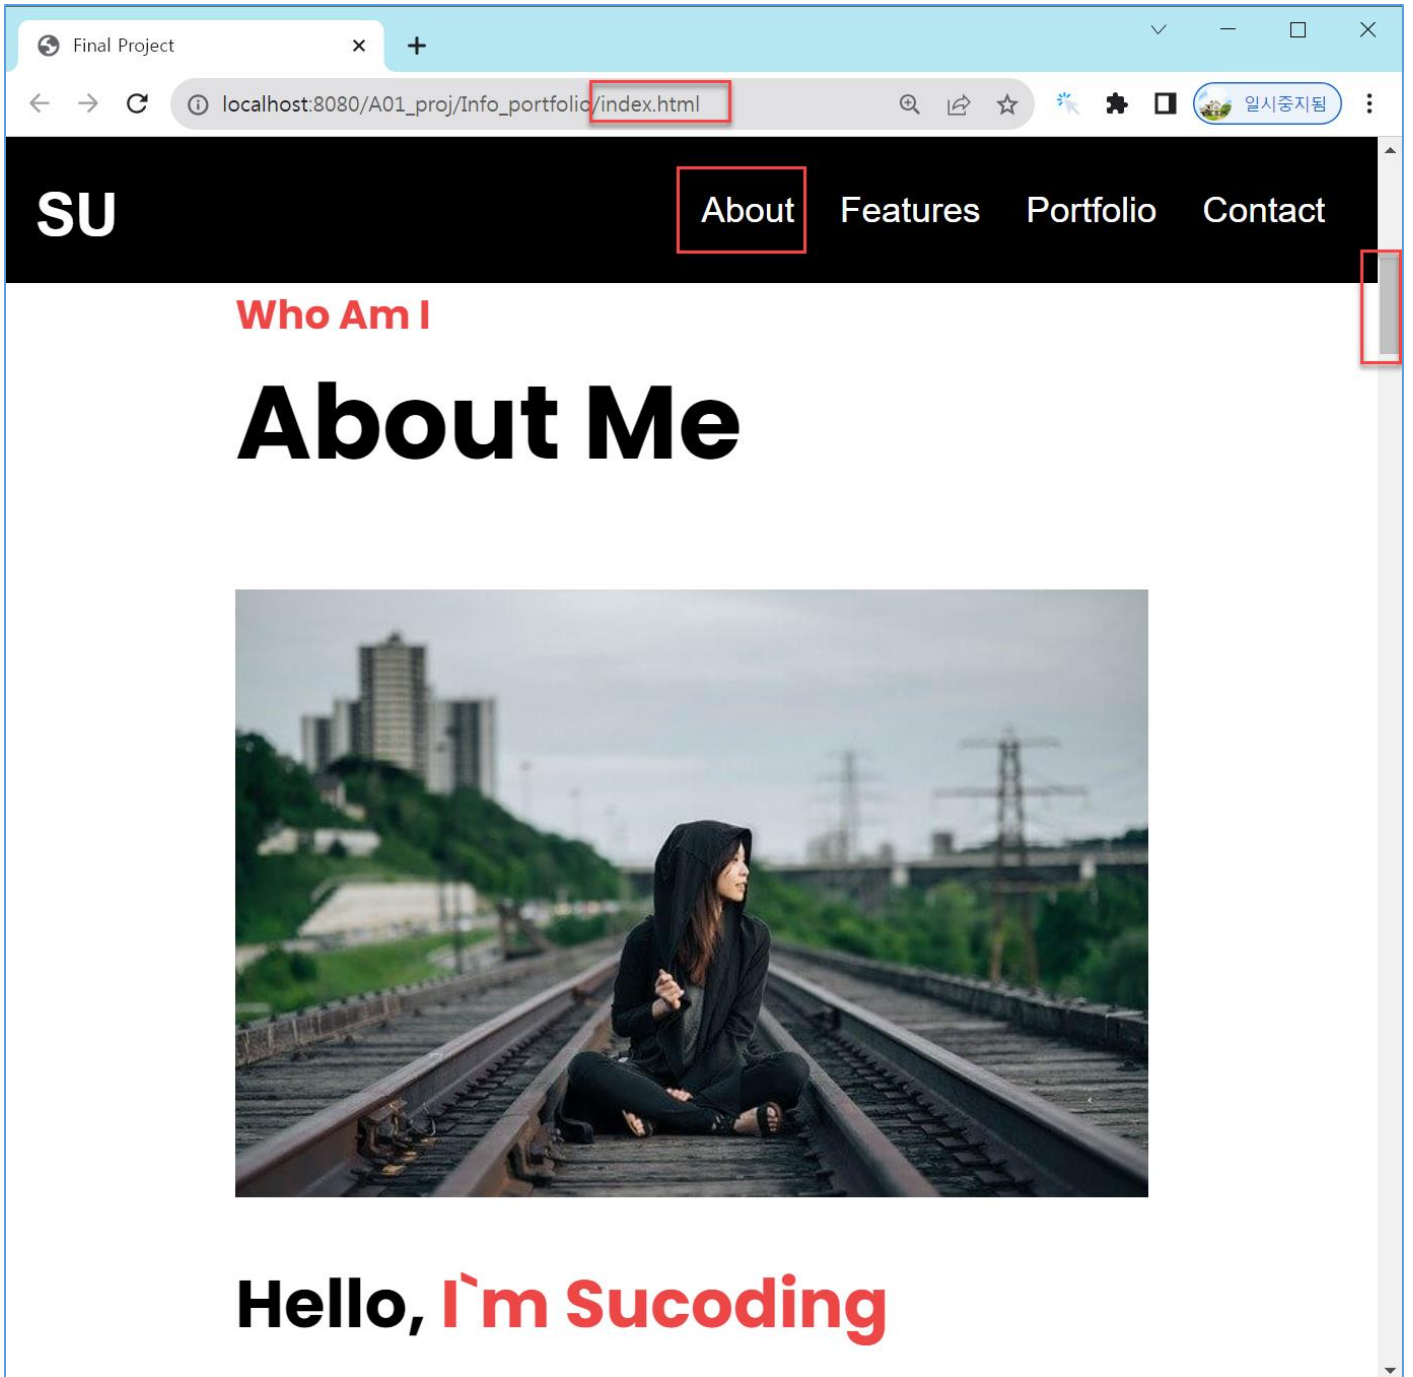 Final Project
localhost:8080/A01_proj/Info_portfolio/index.html
일시중지됨
SU
About Features Portfolio Contact
Who Am I
About Me
Hello, I`m Sucoding